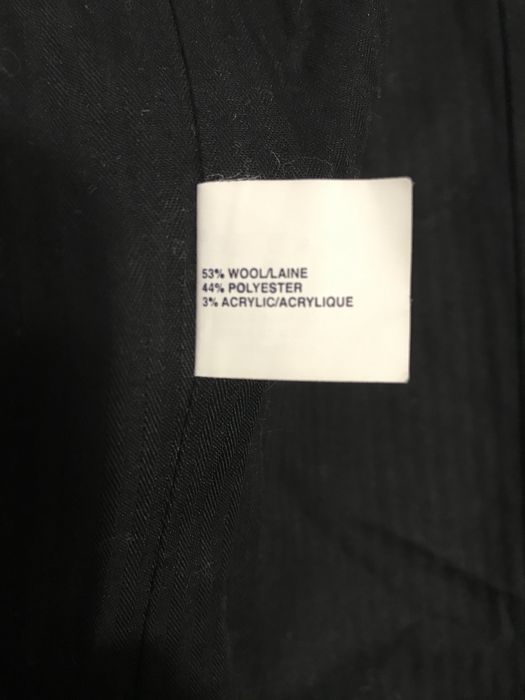 53% WOOL/LAINE
44% POLYESTER
3% ACRYLIC/ACRYLIQUE